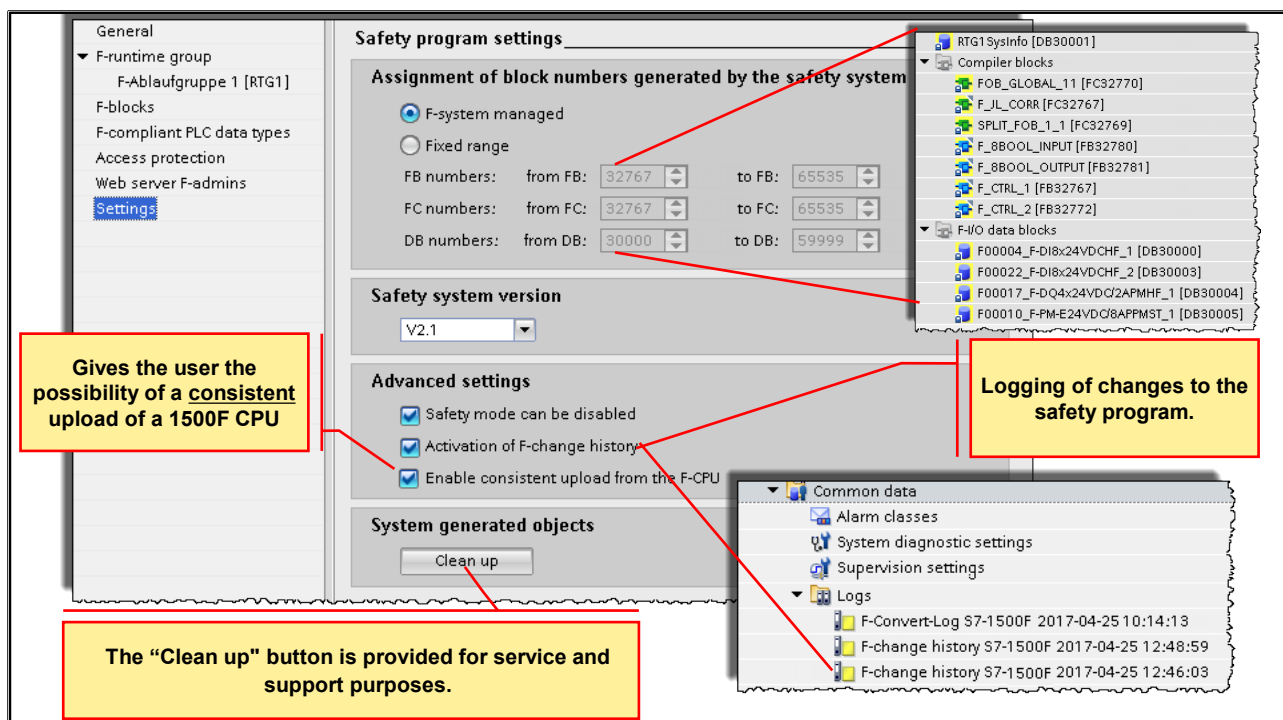 General
F-runtime group
F-Ablaufgruppe 1 [RTG1]
F-blocks
F-compliant PLC data types
Access protection
Web server F-admins
Settings
Safety program settings
Assignment of block numbers generated by the safety system
F-system managed
Fixed range
FB numbers: from FB: 32767 to FB: 65535
FC numbers: from FC: 32767 to FC: 65535
DB numbers: from DB: 30000 to DB: 59999
Safety system version
V2.1
Advanced settings
Safety mode can be disabled
Activation of F-change history
Enable consistent upload from the F-CPU
System generated objects
Clean up
RTG1SysInfo [DB30001]
Compiler blocks
FOB_GLOBAL_11 [FC32770]
F_JL_CORR [FC32767]
SPLIT_FOB_1_1 [FC32769]
F_8BOOL_INPUT [FB32780]
F_8BOOL_OUTPUT [FB32781]
F_CTRL_1 [FB32767]
F_CTRL_2 [FB32772]
F-I/O data blocks
F00004_F-DI8x24VDCHF_1 [DB30000]
F00022_F-DI8x24VDCHF_2 [DB30003]
F00017_F-DQ4x24VDC/2APMHF_1 [DB30004]
F00010_F-PM-E24VDC/8APPMST_1 [DB30005]
Gives the user the
possibility of a consistent
upload of a 1500F CPU
Logging of changes to the
safety program.
Common data
Alarm classes
System diagnostic settings
Supervision settings
Logs
F-Convert-Log S7-1500F 2017-04-25 10:14:13
F-change history S7-1500F 2017-04-25 12:48:59
F-change history S7-1500F 2017-04-25 12:46:03
The “Clean up" button is provided for service and
support purposes.